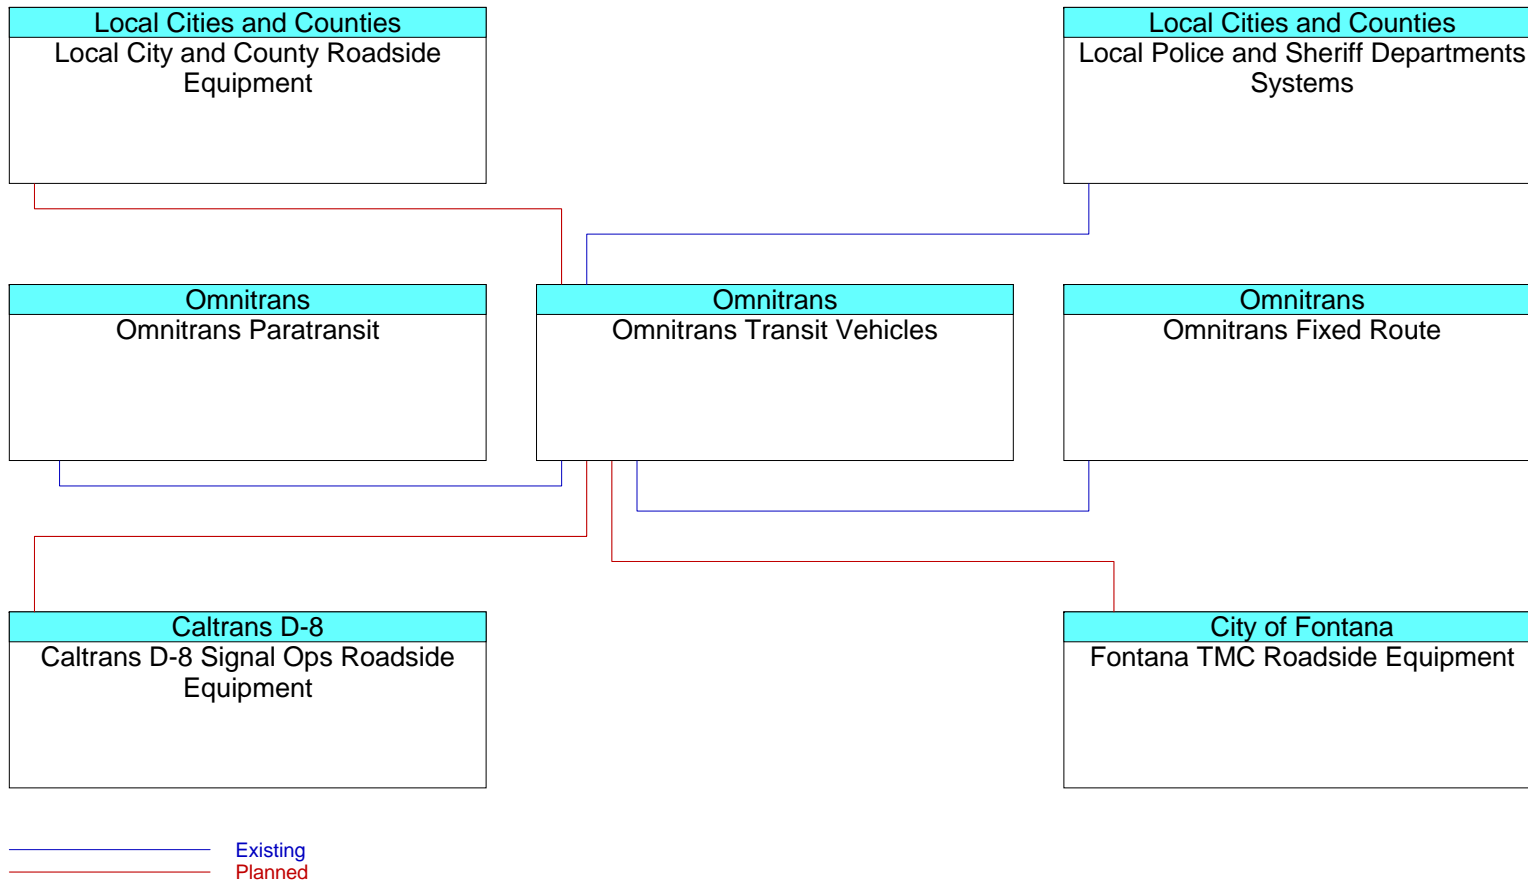 Local Cities and Counties
Local City and County Roadside
Equipment
Local Cities and Counties
Local Police and Sheriff Departments
Systems
Omnitrans
Omnitrans Paratransit
Omnitrans
Omnitrans Transit Vehicles
Omnitrans
Omnitrans Fixed Route
Caltrans D-8
Caltrans D-8 Signal Ops Roadside
Equipment
City of Fontana
Fontana TMC Roadside Equipment
Existing
Planned